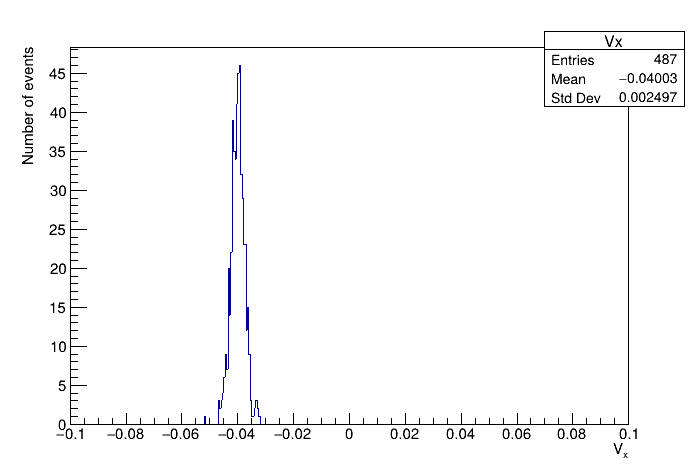 Vx
Entries 487
Mean −0.04003
Std Dev 0.002497
Number of events
45
40
35
30
25
20
15
10
5
0
−0.1 −0.08 −0.06 −0.04 −0.02 0 0.02 0.04 0.06 0.08 0.1
Vx